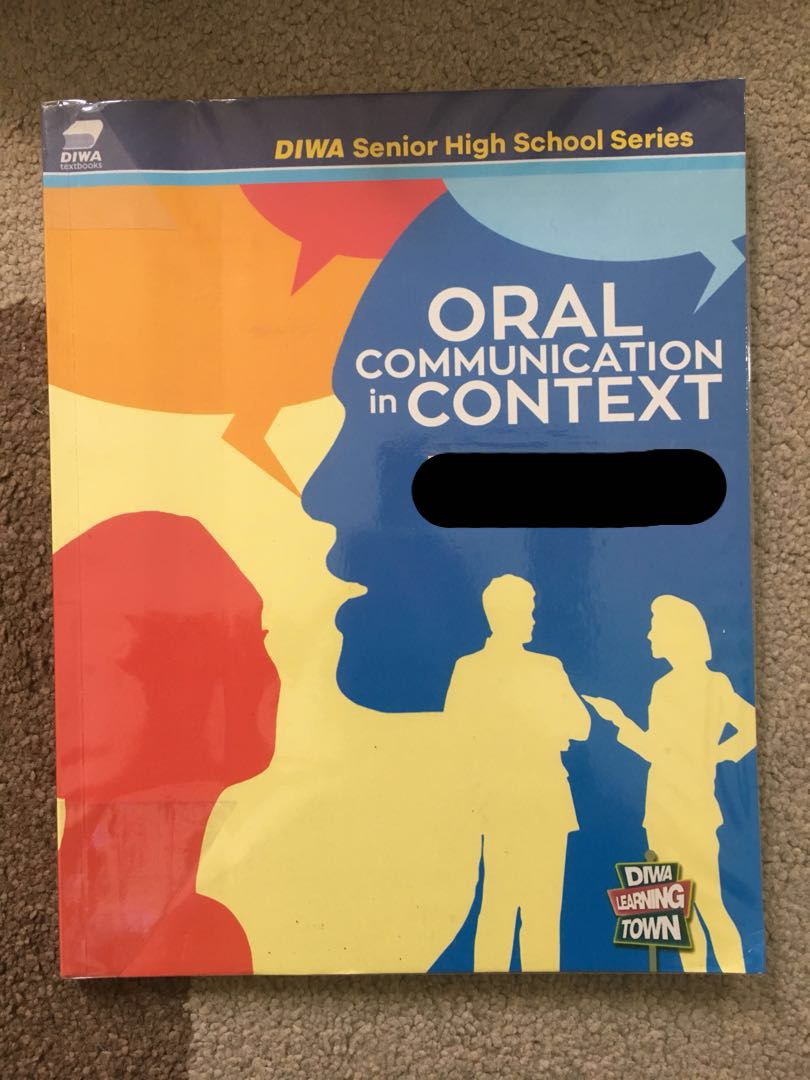 DIWA
textbooks
DIWA Senior High School Series
ORAL
COMMUNICATION
in CONTEXT
DIWA
LEARNING
TOWN